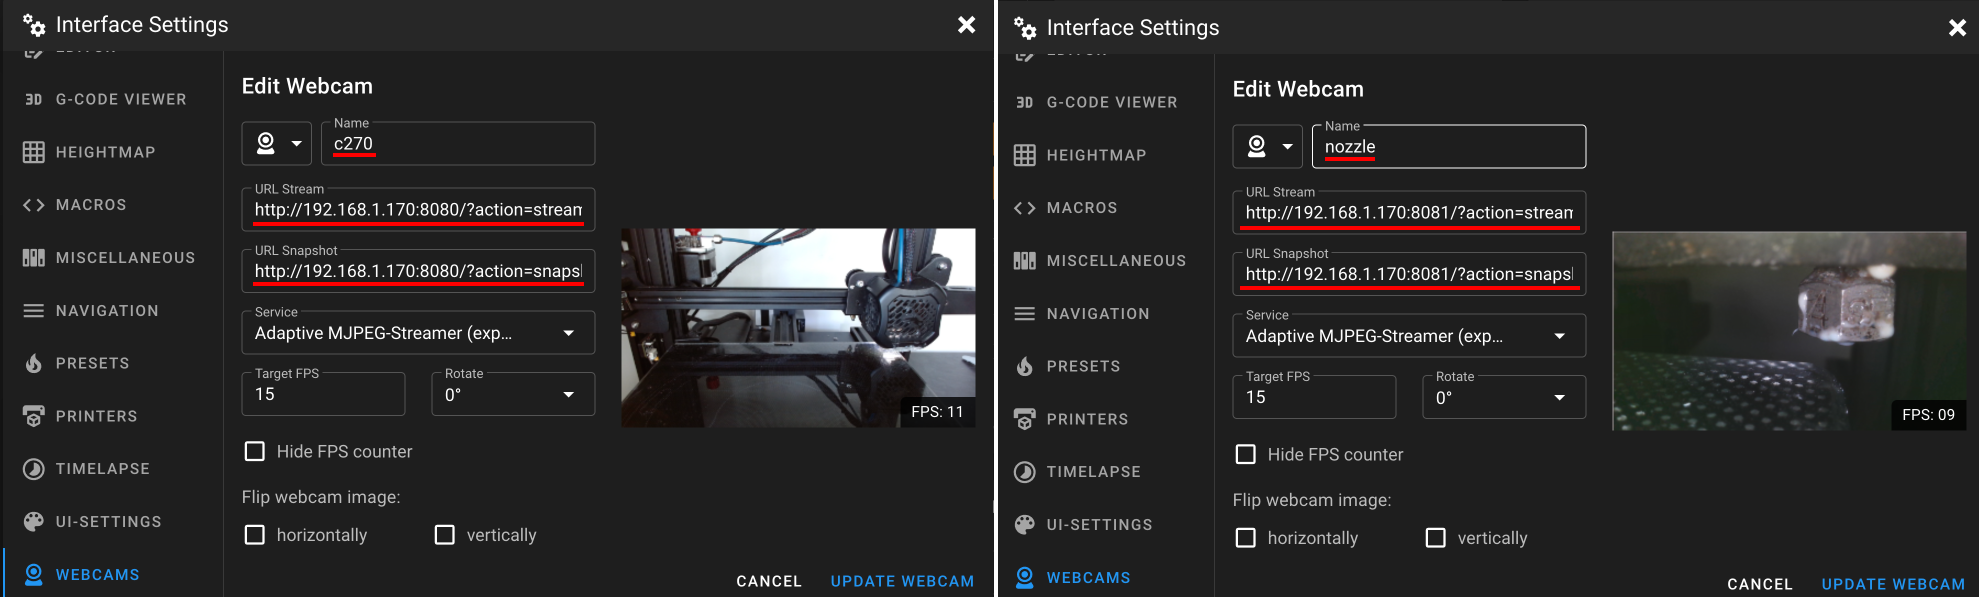 Interface Settings
EDITOR
G-CODE VIEWER
HEIGHTMAP
MACROS
MISCELLANEOUS
NAVIGATION
PRESETS
PRINTERS
TIMELAPSE
UI-SETTINGS
WEBCAMS
Edit Webcam
Name
c270
URL Stream
http://192.168.1.170:8080/?action=stream
URL Snapshot
http://192.168.1.170:8080/?action=snaps
Service
Adaptive MJPEG-Streamer (exp...
Target FPS
15
Rotate
0°
Hide FPS counter
Flip webcam image:
horizontally
vertically
FPS: 11
CANCEL
UPDATE WEBCAM
Interface Settings
EDITOR
3D
G-CODE VIEWER
HEIGHTMAP
MACROS
MISCELLANEOUS
NAVIGATION
PRESETS
PRINTERS
TIMELAPSE
UI-SETTINGS
WEBCAMS
Edit Webcam
Name
nozzle
URL Stream
http://192.168.1.170:8081/?action=stream
URL Snapshot
http://192.168.1.170:8081/?action=snaps
Service
Adaptive MJPEG-Streamer (exp...
Target FPS
15
Rotate
0°
Hide FPS counter
Flip webcam image:
horizontally
vertically
FPS: 09
CANCEL
UPDATE WEBCAM